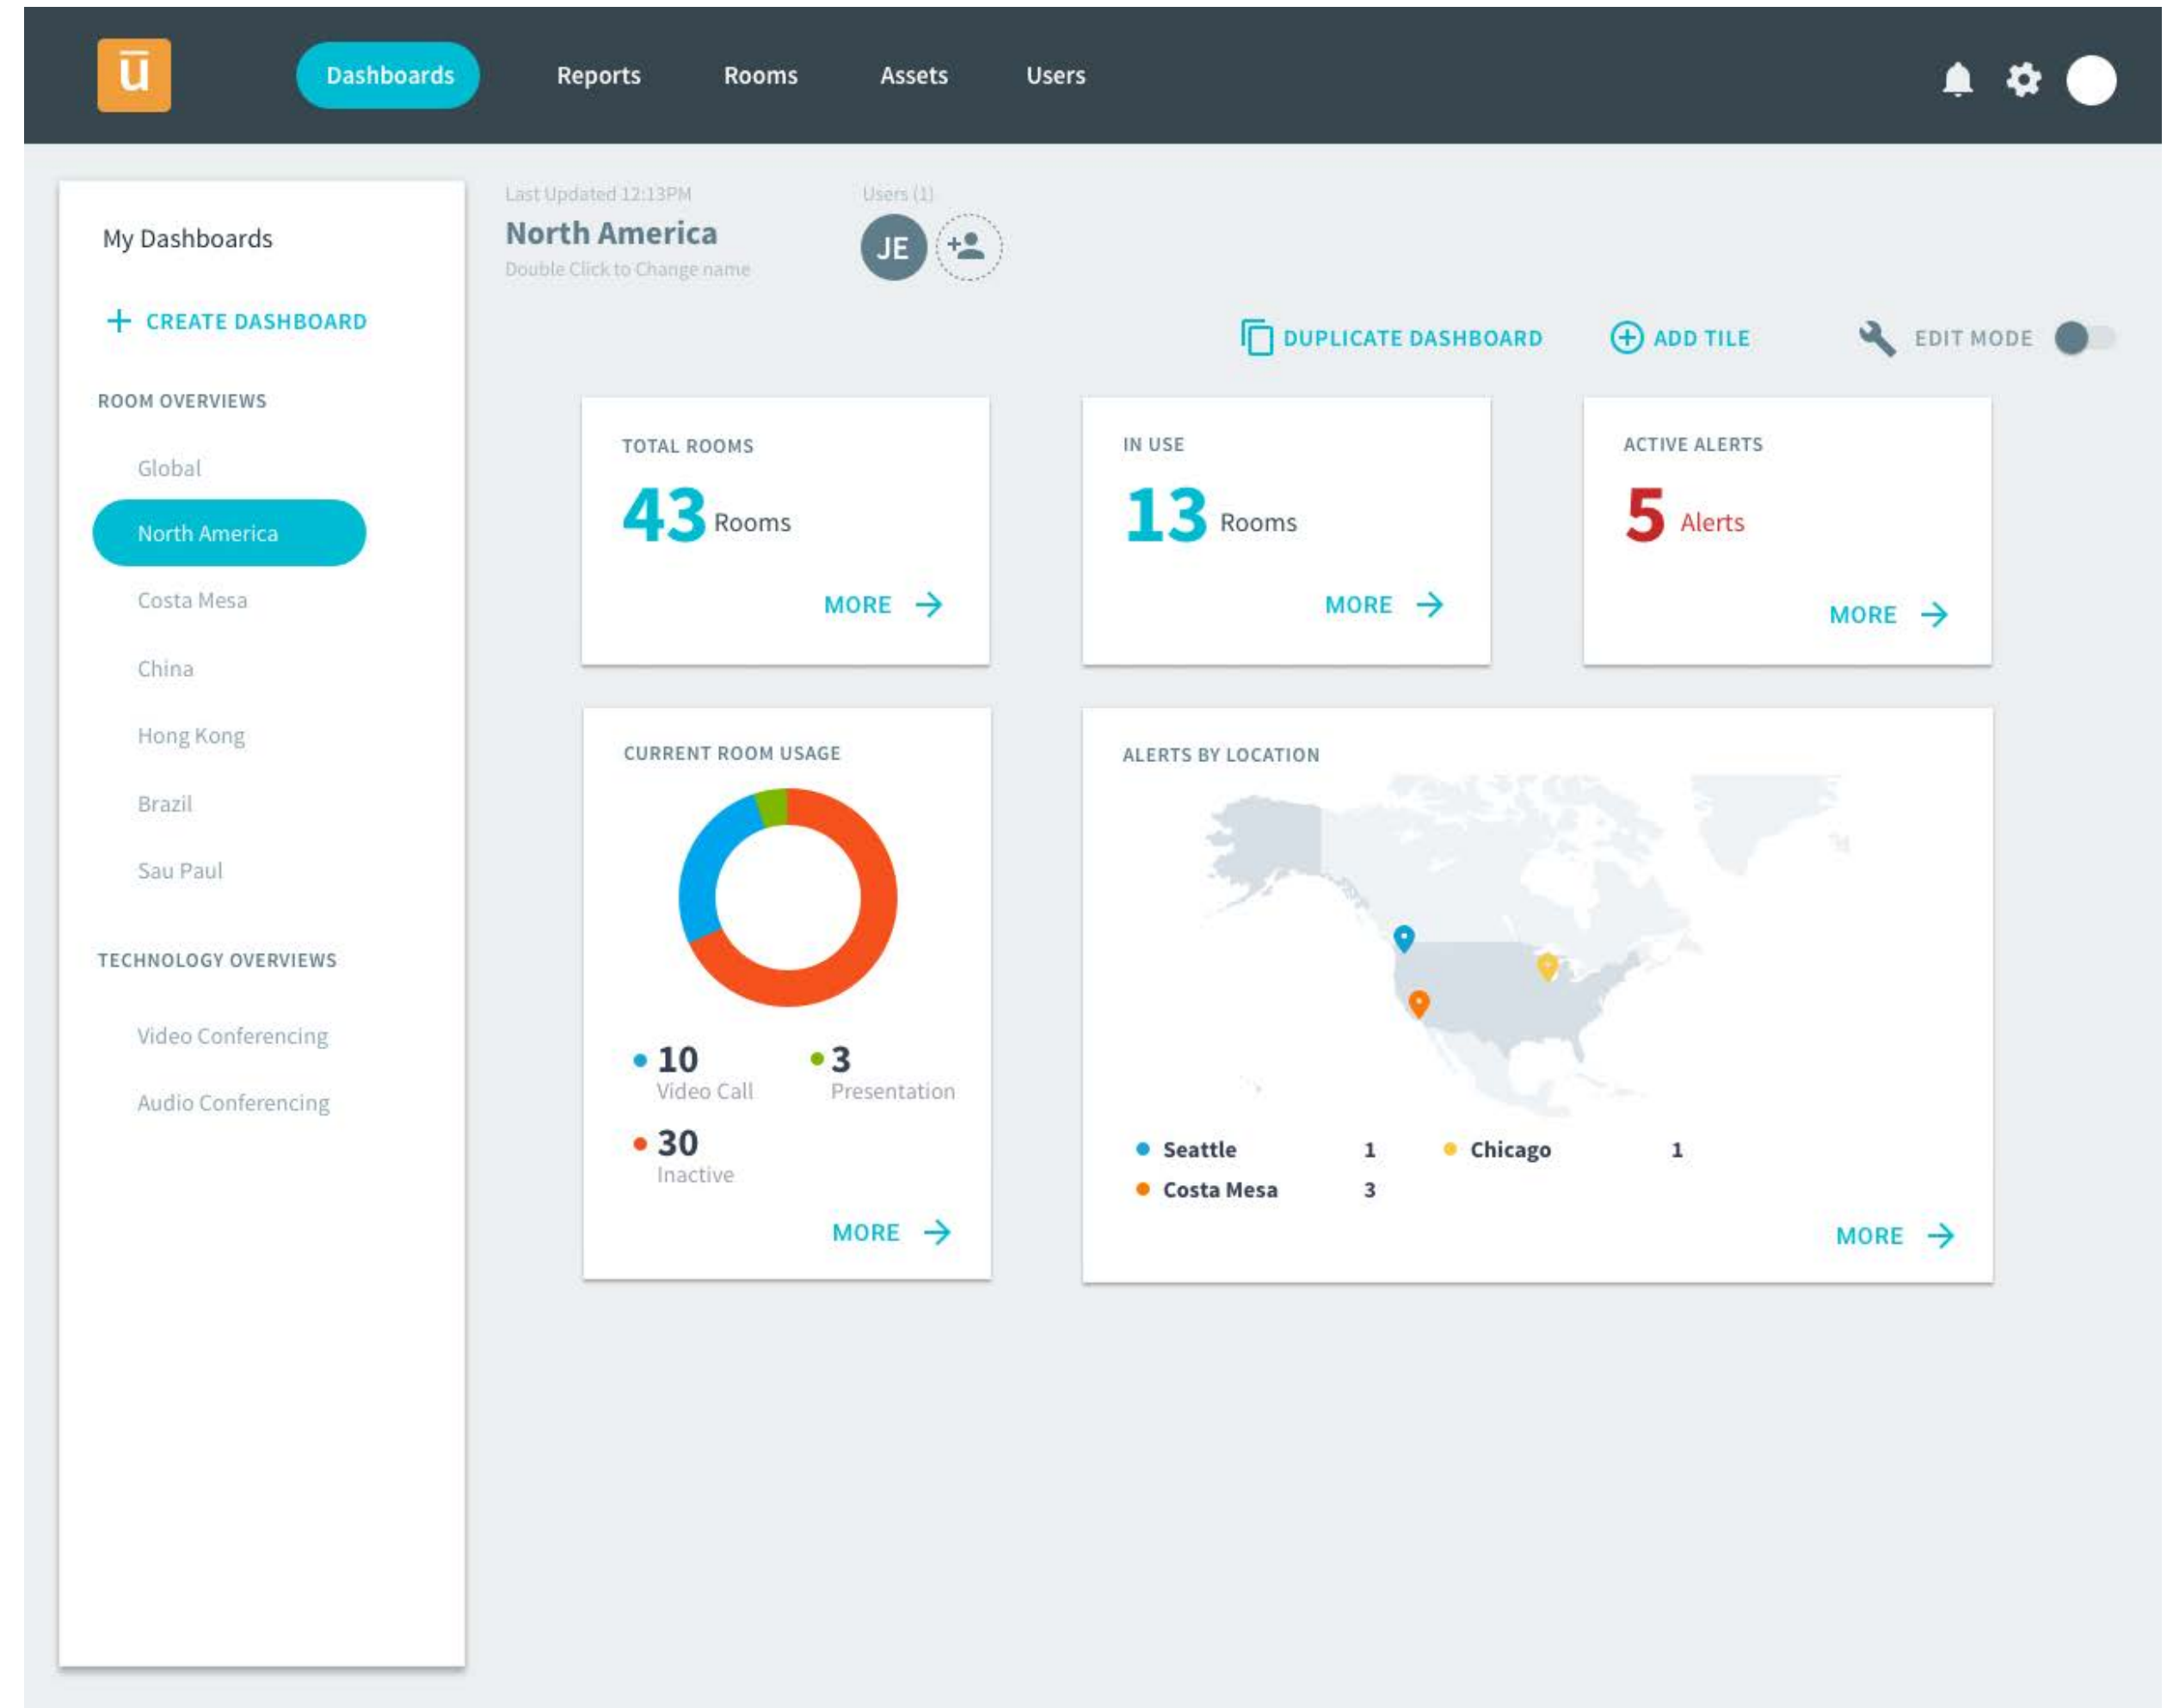 ū
Dashboards
Reports
Rooms
Assets
Users
My Dashboards
CREATE DASHBOARD
ROOM OVERVIEWS
Global
North America
Costa Mesa
China
Hong Kong
Brazil
Sau Paul
TECHNOLOGY OVERVIEWS
Video Conferencing
Audio Conferencing
Last Updated 12:13PM
North America
Double Click to Change name
Users (1)
JE
DUPLICATE DASHBOARD
ADD TILE
EDIT MODE
TOTAL ROOMS
43 Rooms
MORE
IN USE
13 Rooms
MORE
ACTIVE ALERTS
5 Alerts
MORE
CURRENT ROOM USAGE
10
Video Call
3
Presentation
30
Inactive
MORE
ALERTS BY LOCATION
Seattle 1
Chicago 1
Costa Mesa 3
MORE